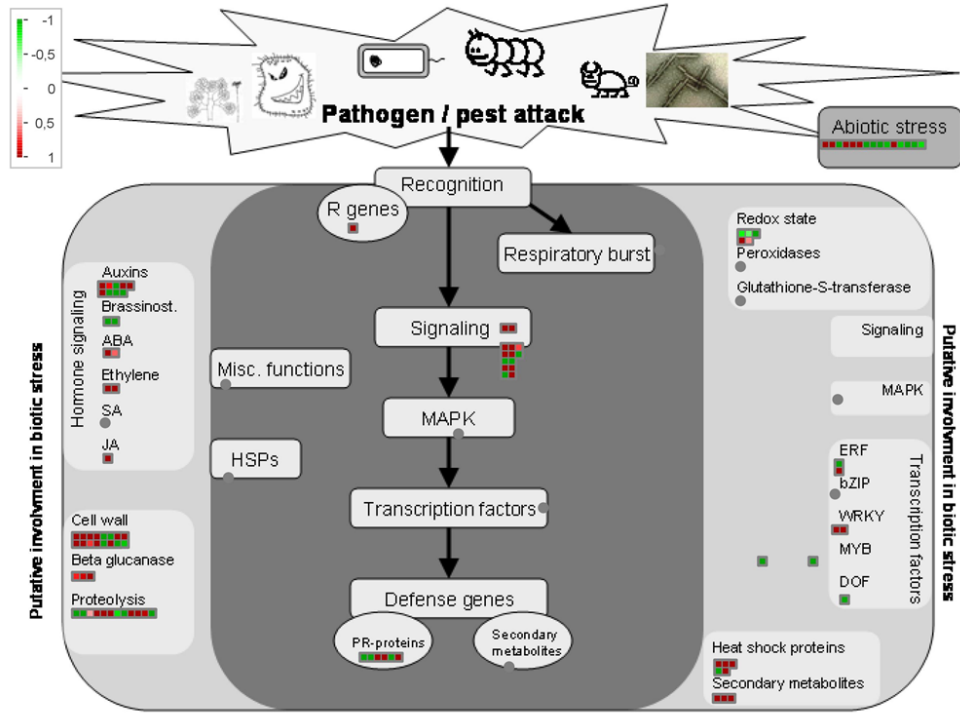 -1
-0,5
0
0,5
1
Pathogen / pest attack
Abiotic stress
Recognition
R genes
Respiratory burst
Redox state
Peroxidases
Glutathione-S-transferase
Hormone signaling
Auxins
Brassinost.
ABA
Ethylene
SA
JA
Signaling
Signaling
Misc. functions
MAPK
MAPK
HSPs
Putative involvment in biotic stress
Putative involvment in biotic stress
ERF
bZIP
WRKY
MYB
DOF
Transcription factors
Transcription factors
Cell wall
Beta glucanase
Proteolysis
Defense genes
PR-proteins
Secondary
metabolites
Heat shock proteins
Secondary metabolites